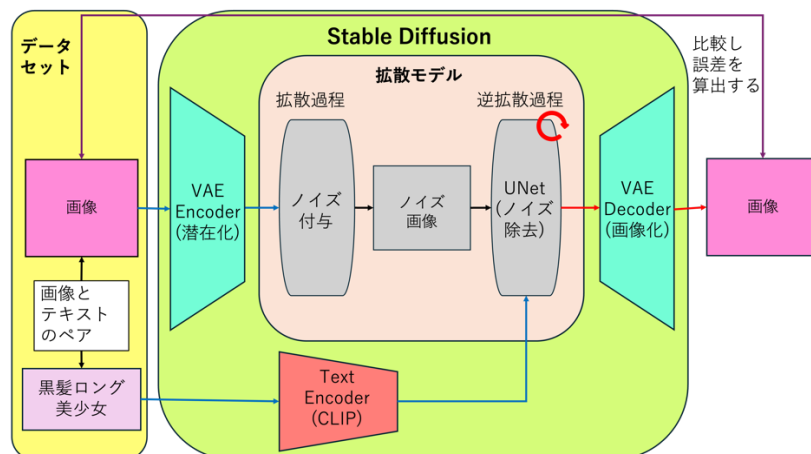 データ
セット
Stable Diffusion
比較し
誤差を
算出する
拡散モデル
拡散過程
逆拡散過程
画像
VAE
Encoder
(潜在化)
ノイズ
付与
ノイズ
画像
UNet
(ノイズ
除去)
VAE
Decoder
(画像化)
画像
画像と
テキスト
のペア
黒髪ロング
美少女
Text
Encoder
(CLIP)